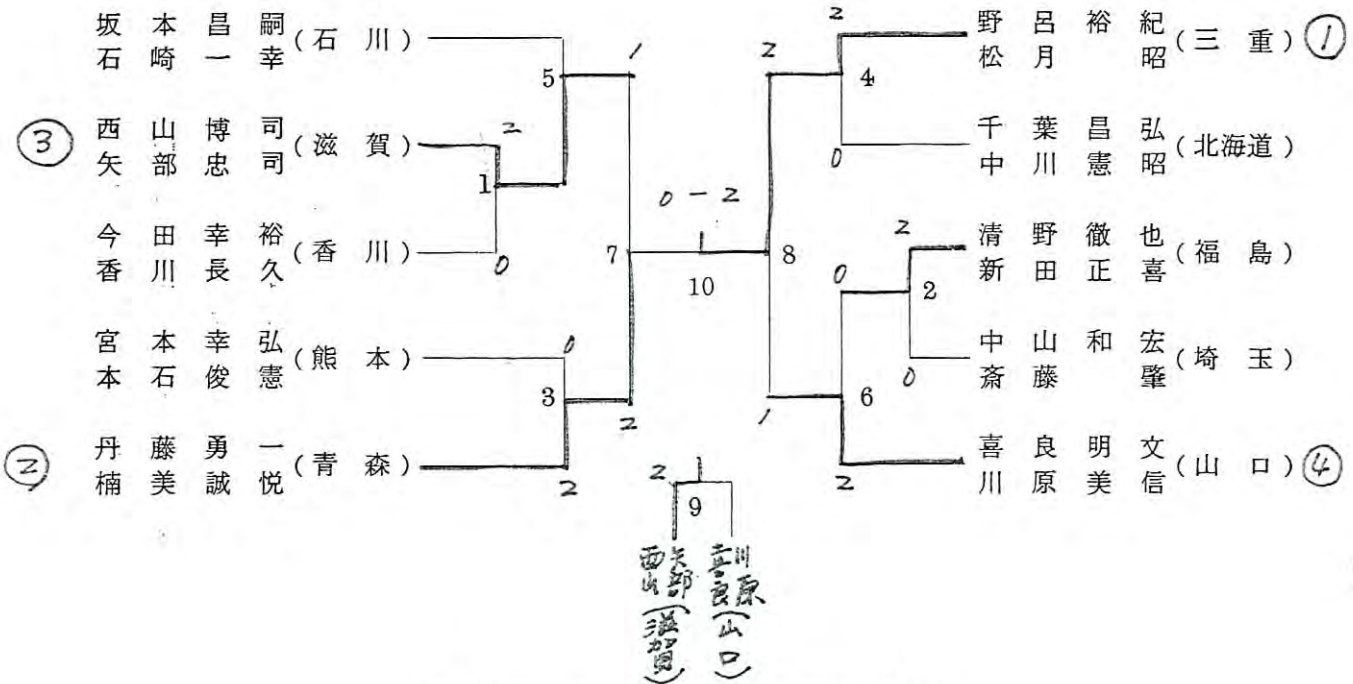 坂本昌嗣
石崎一幸 (石川)
③ 西山博司
矢部忠司 (滋賀)
今田幸裕
香川長久 (香川)
宮本幸弘
本石俊憲 (熊本)
② 丹藤勇一
楠美誠悦 (青森)
5
1
2
1
0
7
0
3
2
2
0-2
10
2
2
4
0
8
2
0
2
0
1
6
2
野呂裕紀
松月昭 (三重) ①
千葉昌弘
中川憲昭 (北海道)
清野徹也
新田正喜 (福島)
中山和宏
斎藤肇 (埼玉)
喜良明文
川原美信 (山口) ④
2
9
西山
矢部
(滋賀)
喜良
川原
(山口)